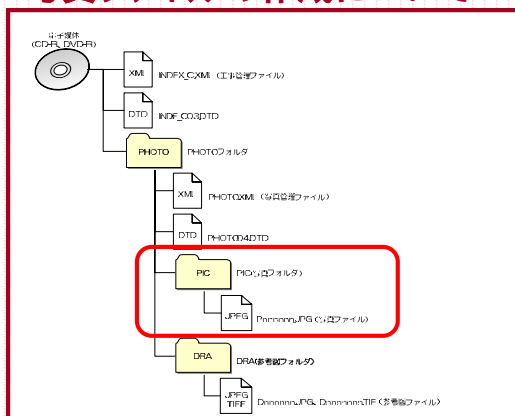 電子媒体
(CD-R、DVD-R)
XML INDEX_C.XML（工事管理ファイル）
DTD INDE_C03.DTD
PHOTO PHOTOフォルダ
XML PHOTO.XML（写真管理ファイル）
DTD PHOTO04.DTD
PIC PIC(写真フォルダ)
JPEG Pnnnnnnn.JPG（写真ファイル）
DRA DRA(参考図フォルダ)
JPEG
TIFF Dnnnnnnn.JPG、Dnnnnnnn.TIF（参考図ファイル）